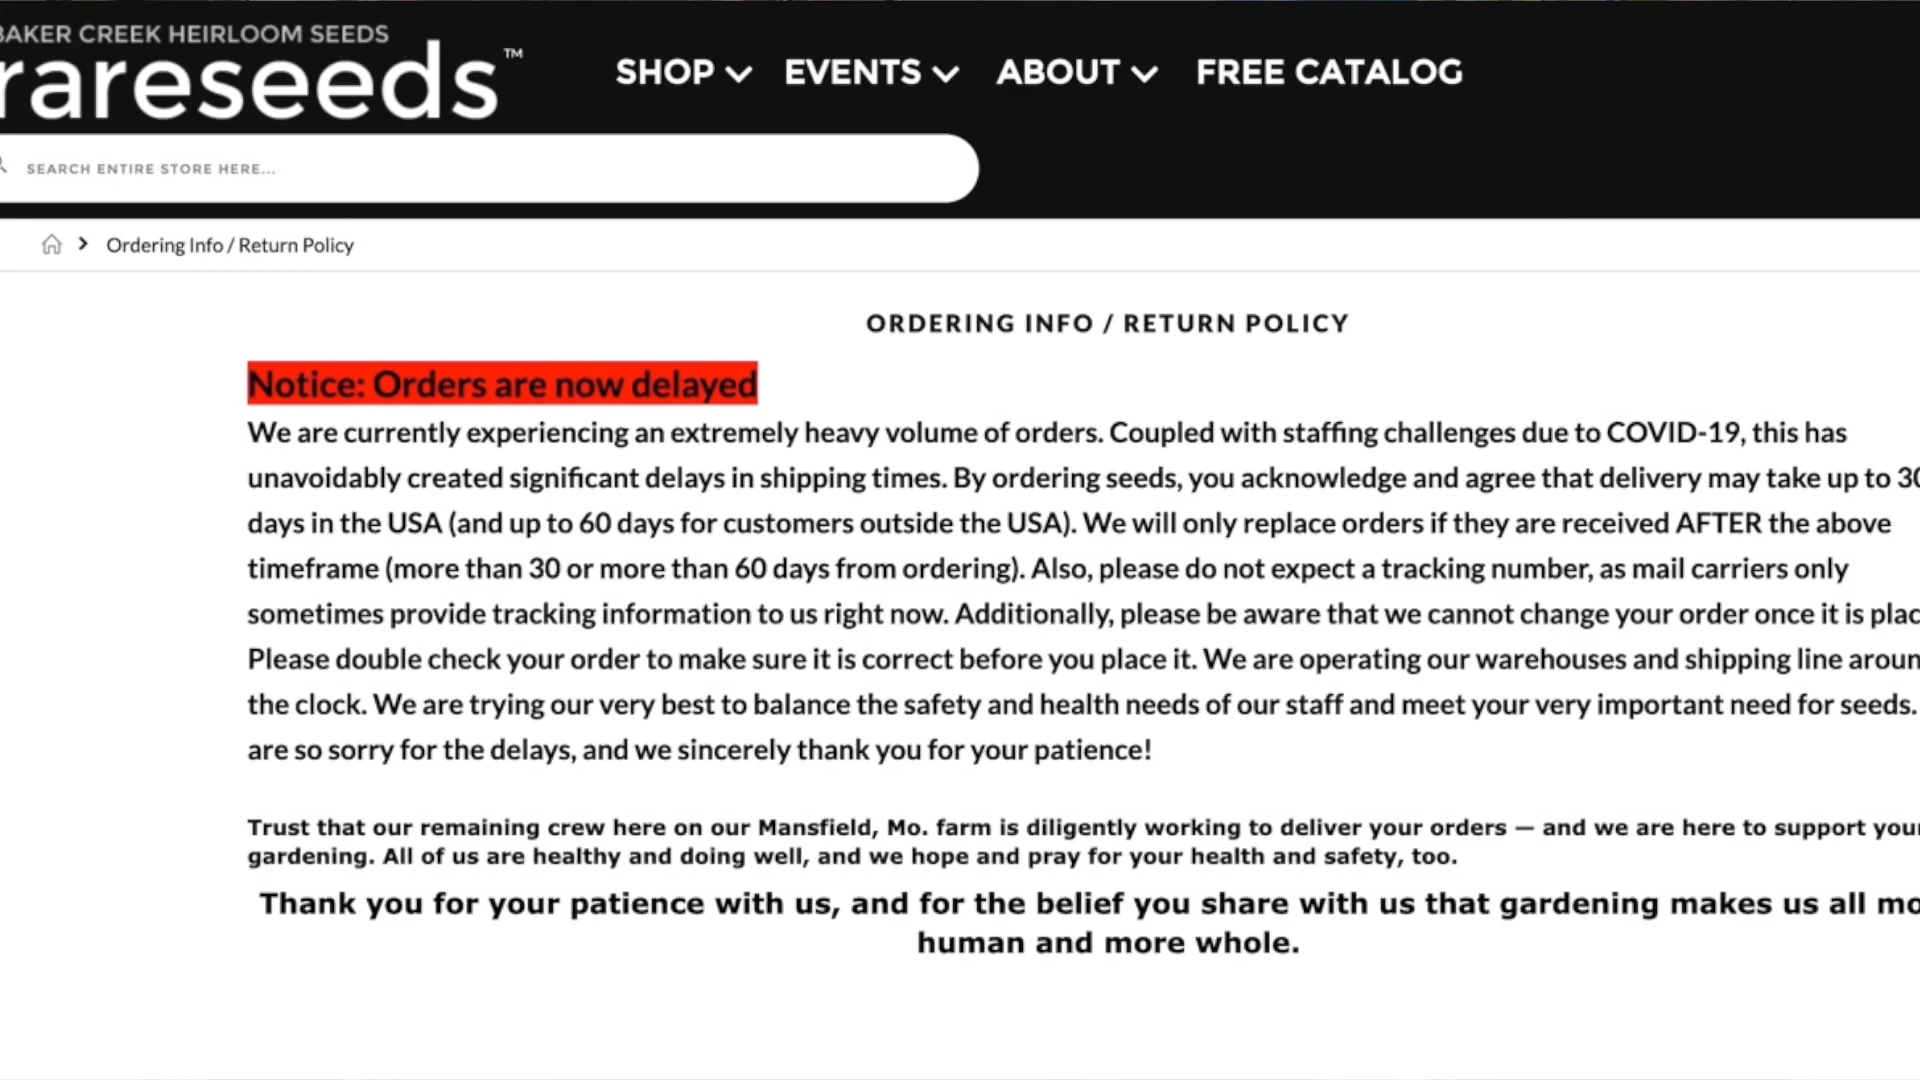 BAKER CREEK HEIRLOOM SEEDS
rareseeds™
SHOP EVENTS ABOUT FREE CATALOG
SEARCH ENTIRE STORE HERE...
Ordering Info / Return Policy
ORDERING INFO / RETURN POLICY
Notice: Orders are now delayed
We are currently experiencing an extremely heavy volume of orders. Coupled with staffing challenges due to COVID-19, this has
unavoidably created significant delays in shipping times. By ordering seeds, you acknowledge and agree that delivery may take up to 30
days in the USA (and up to 60 days for customers outside the USA). We will only replace orders if they are received AFTER the above
timeframe (more than 30 or more than 60 days from ordering). Also, please do not expect a tracking number, as mail carriers only
sometimes provide tracking information to us right now. Additionally, please be aware that we cannot change your order once it is plac
Please double check your order to make sure it is correct before you place it. We are operating our warehouses and shipping line aroun
the clock. We are trying our very best to balance the safety and health needs of our staff and meet your very important need for seeds.
are so sorry for the delays, and we sincerely thank you for your patience!
Trust that our remaining crew here on our Mansfield, Mo. farm is diligently working to deliver your orders — and we are here to support your
gardening. All of us are healthy and doing well, and we hope and pray for your health and safety, too.
Thank you for your patience with us, and for the belief you share with us that gardening makes us all mo
human and more whole.